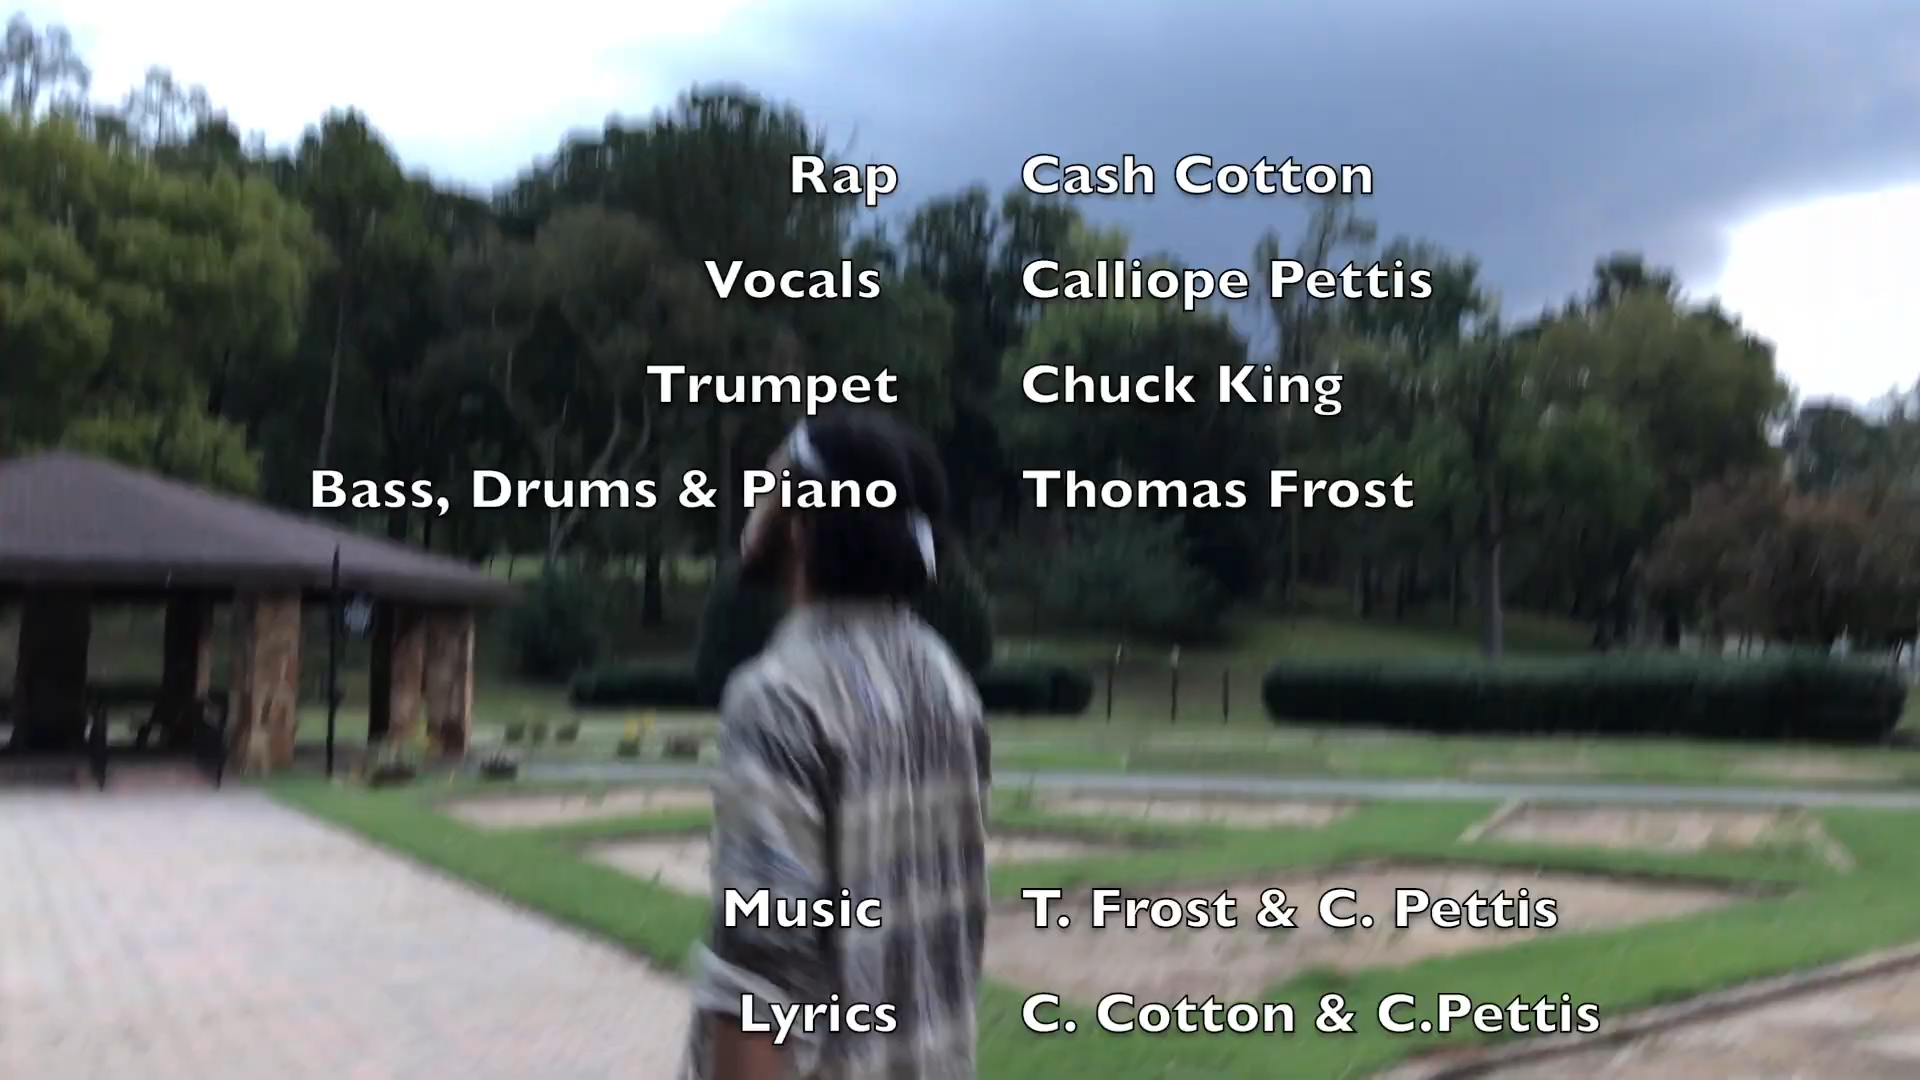 Rap Cash Cotton
Vocals Calliope Pettis
Trumpet Chuck King
Bass, Drums & Piano Thomas Frost
Music T. Frost & C. Pettis
Lyrics C. Cotton & C.Pettis